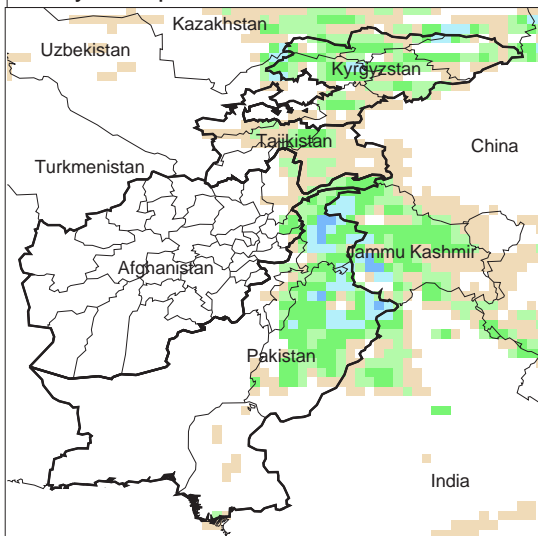 Kazakhstan
Uzbekistan
Kyrgyzstan
Tajikistan
China
Turkmenistan
Jammu Kashmir
Afghanistan
Pakistan
India